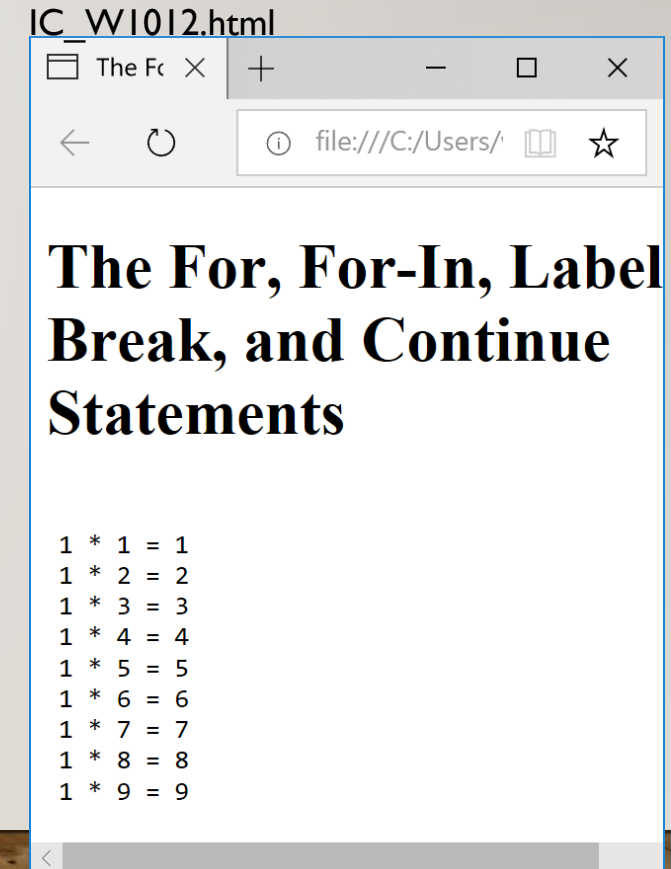 IC_W1012.html
The Fo
file:///C:/Users/
The For, For-In, Label
Break, and Continue
Statements
1 * 1 = 1
1 * 2 = 2
1 * 3 = 3
1 * 4 = 4
1 * 5 = 5
1 * 6 = 6
1 * 7 = 7
1 * 8 = 8
1 * 9 = 9